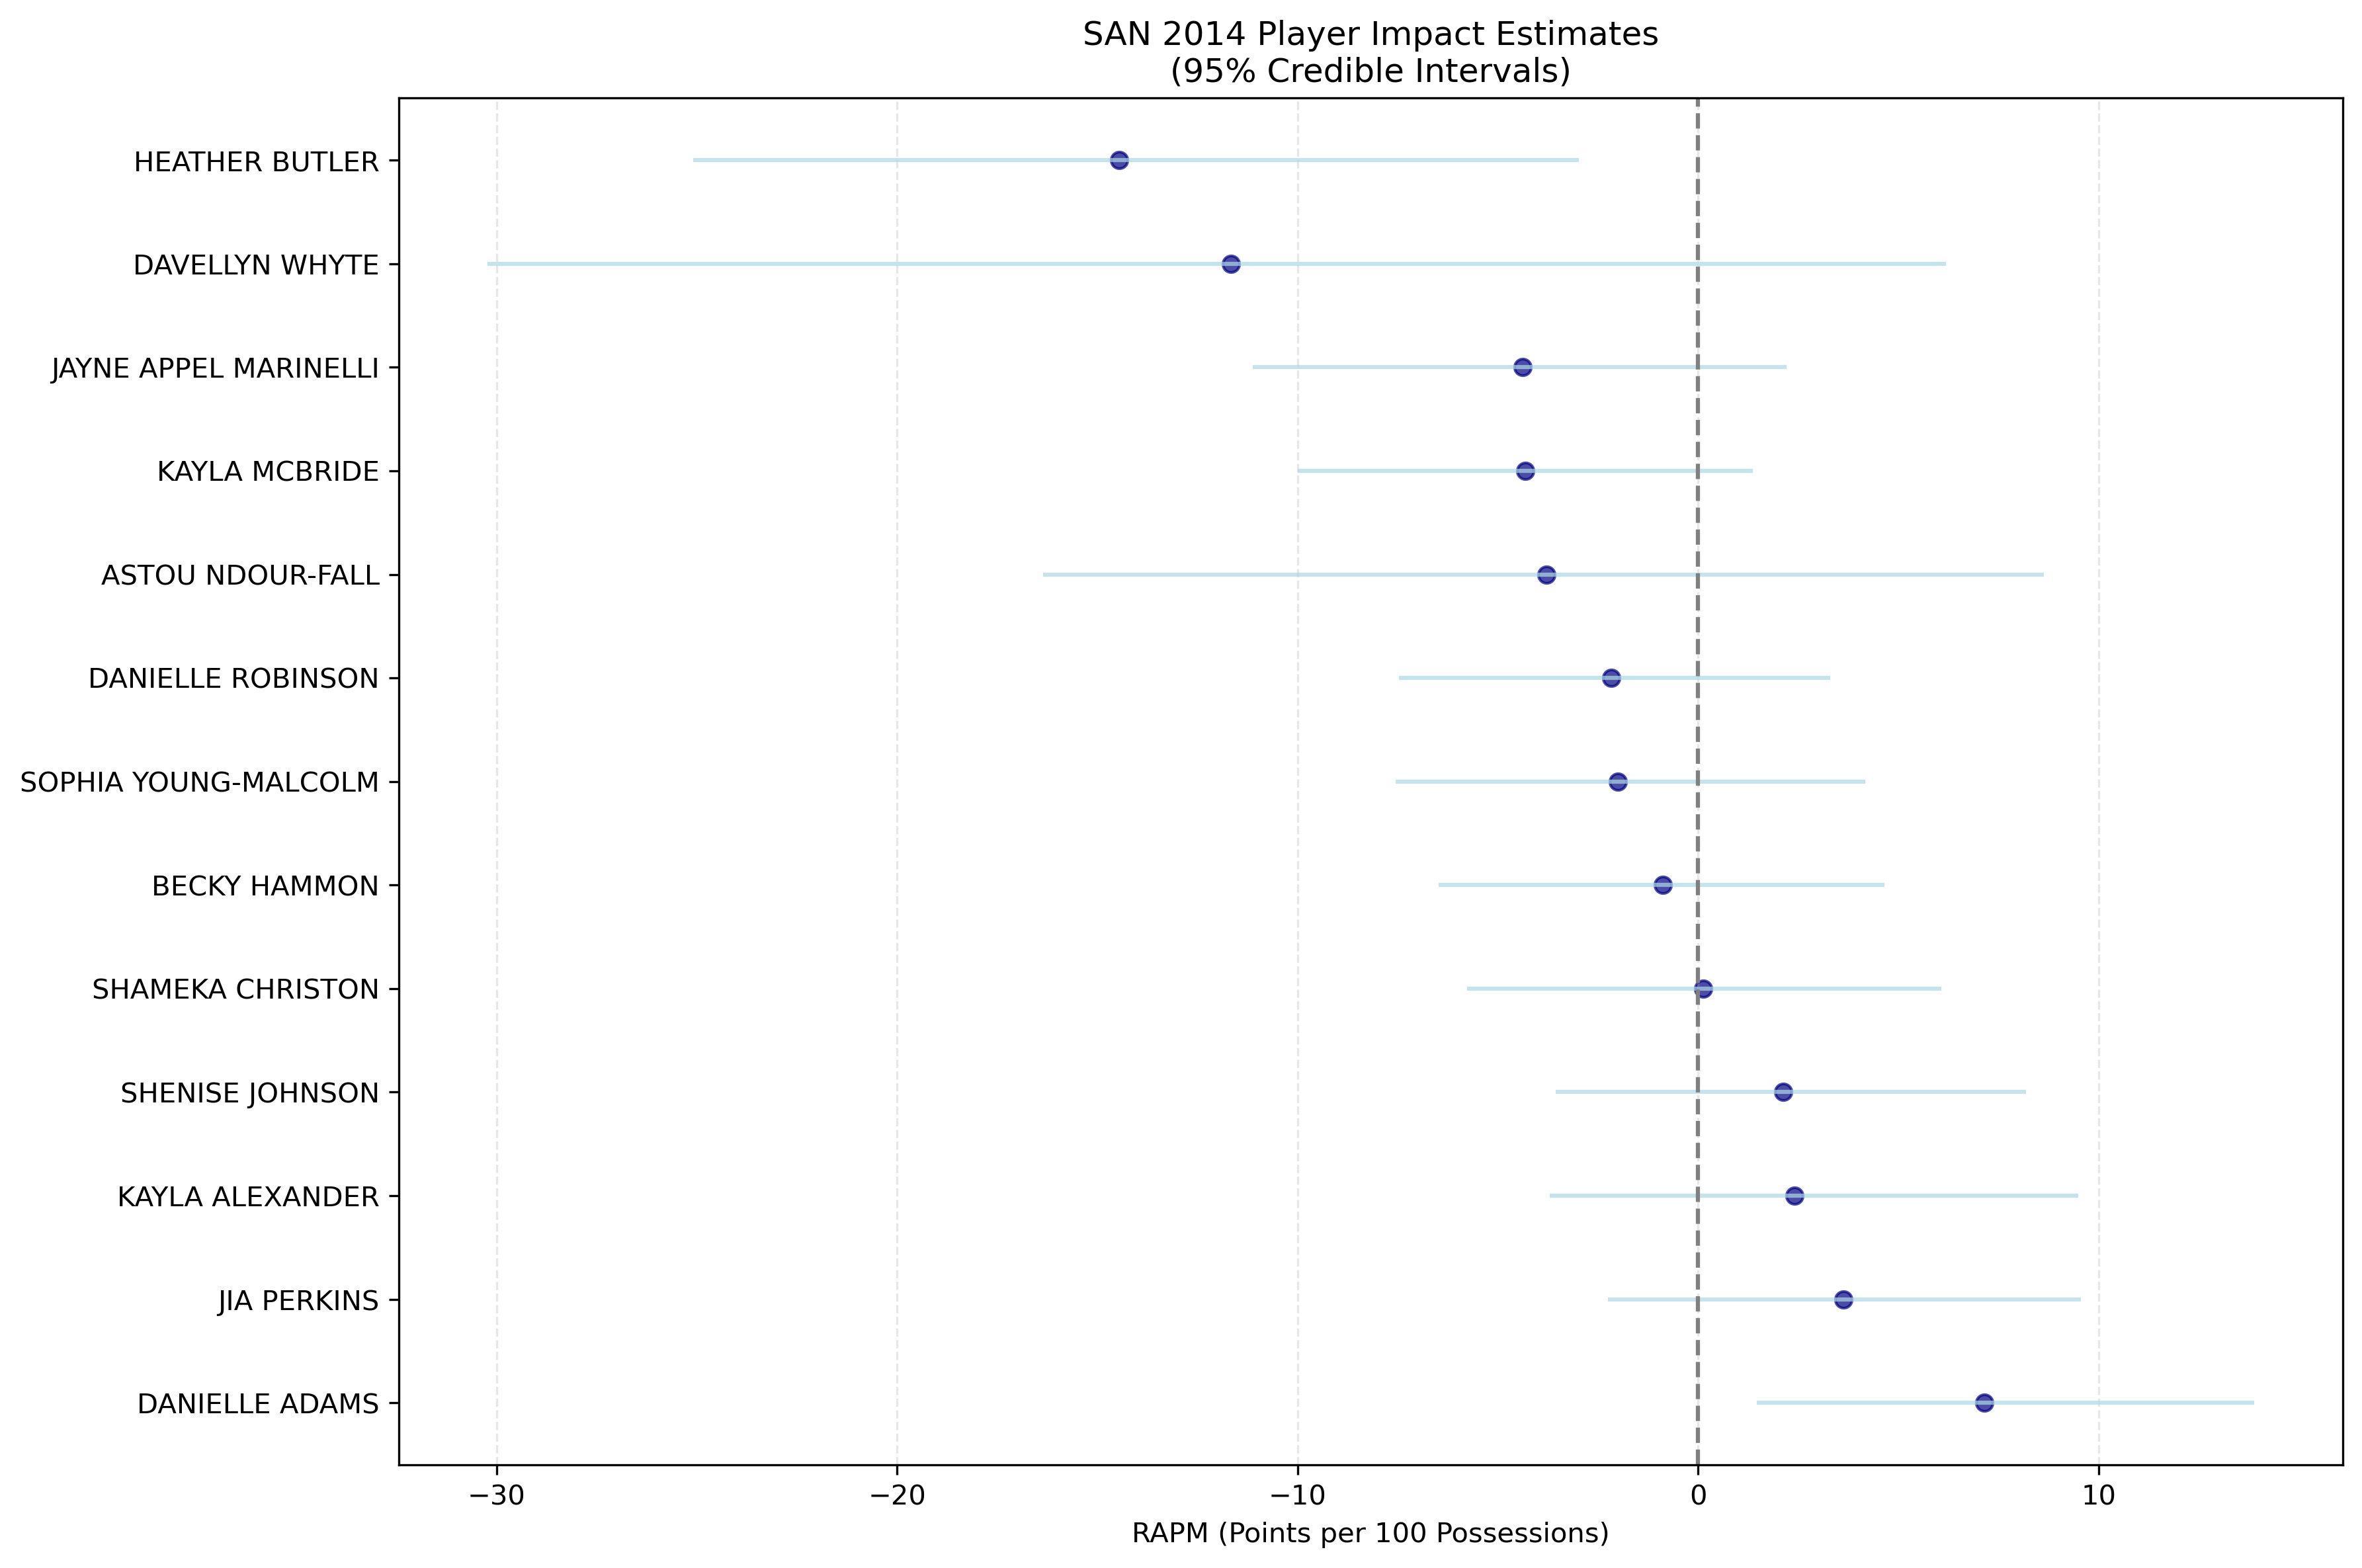 SAN 2014 Player Impact Estimates
(95% Credible Intervals)
HEATHER BUTLER
DAVELLYN WHYTE
JAYNE APPEL MARINELLI
KAYLA MCBRIDE
ASTOU NDOUR-FALL
DANIELLE ROBINSON
SOPHIA YOUNG-MALCOLM
BECKY HAMMON
SHAMEKA CHRISTON
SHENISE JOHNSON
KAYLA ALEXANDER
JIA PERKINS
DANIELLE ADAMS
−30 −20 −10 0 10
RAPM (Points per 100 Possessions)